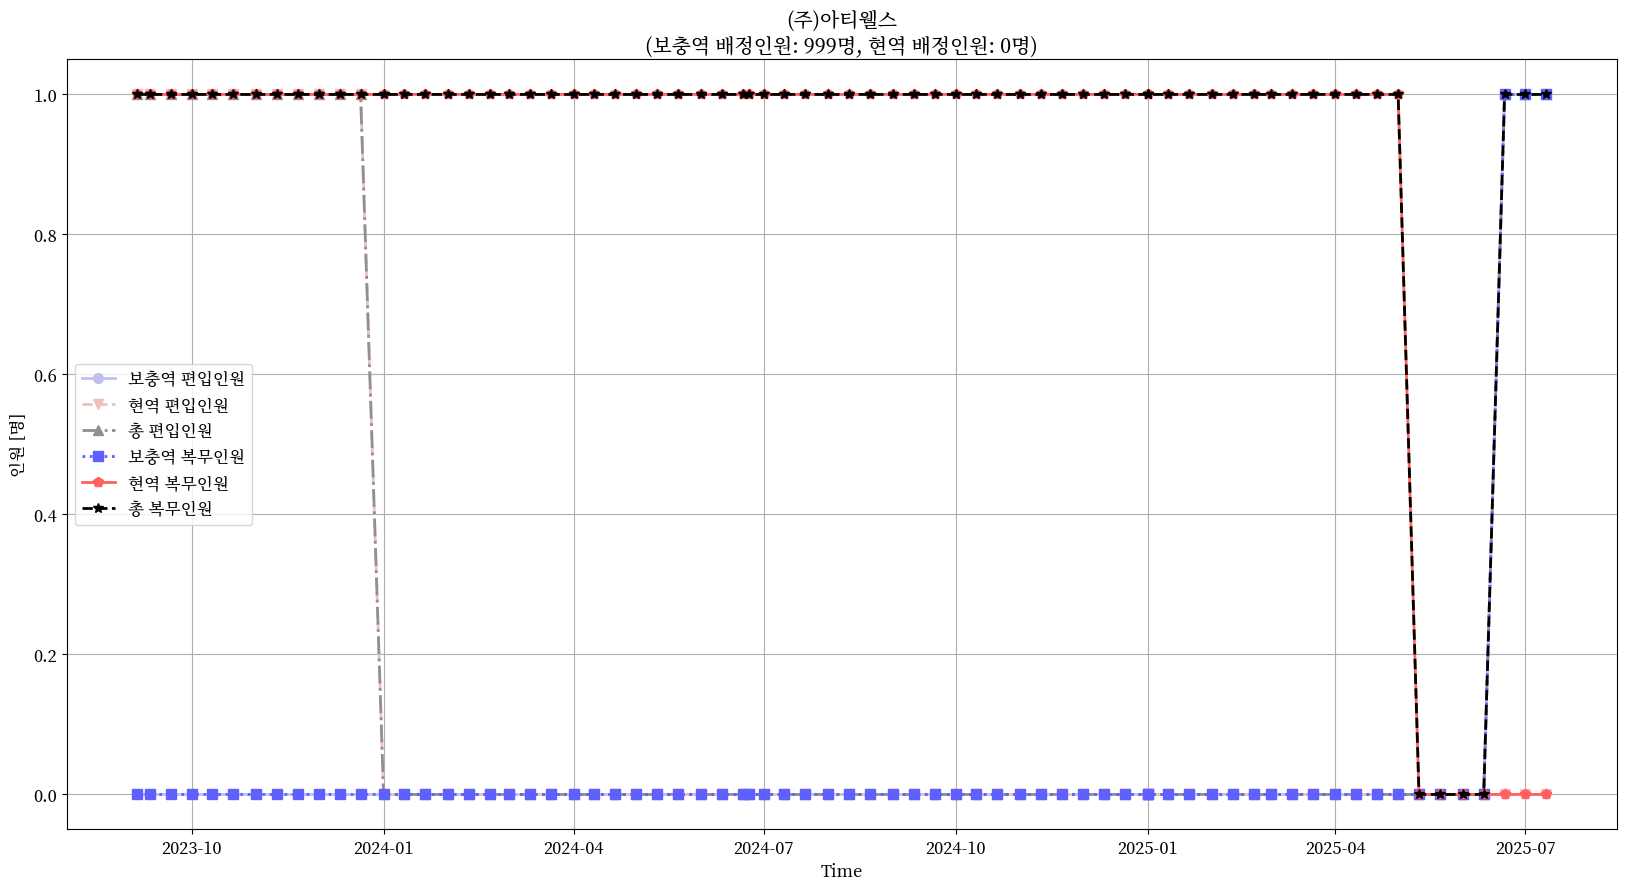 (주)아티웰스
(보충역 배정인원: 999명, 현역 배정인원: 0명)
인원 [명]
1.0
0.8
0.6
0.4
0.2
0.0
보충역 편입인원
현역 편입인원
총 편입인원
보충역 복무인원
현역 복무인원
총 복무인원
2023-10
2024-01
2024-04
2024-07
2024-10
2025-01
2025-04
2025-07
Time